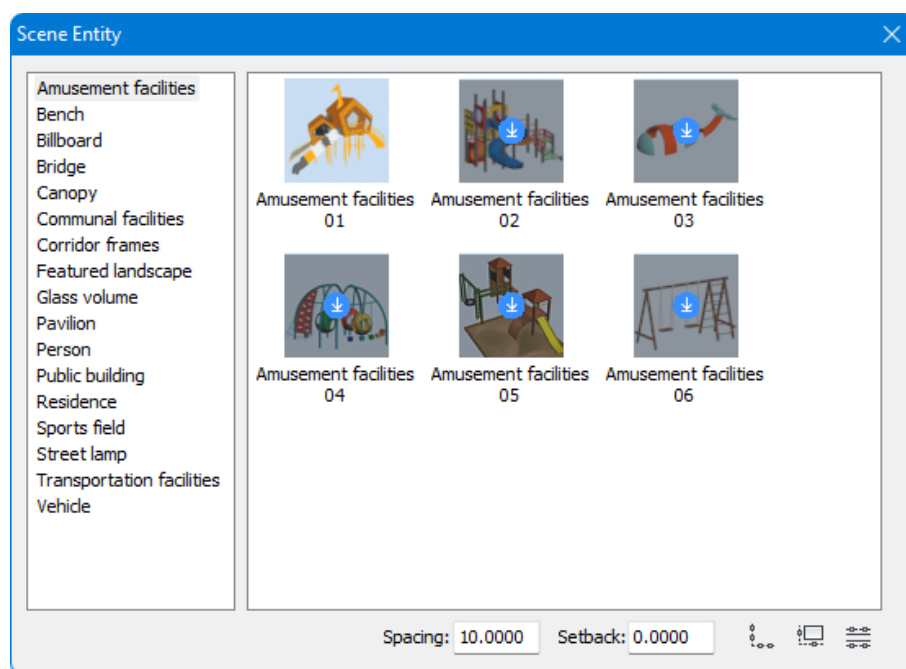 Scene Entity
Amusement facilities
Bench
Billboard
Bridge
Canopy
Communal facilities
Corridor frames
Featured landscape
Glass volume
Pavilion
Person
Public building
Residence
Sports field
Street lamp
Transportation facilities
Vehicle
Amusement facilities
01
Amusement facilities
02
Amusement facilities
03
Amusement facilities
04
Amusement facilities
05
Amusement facilities
06
Spacing: 10.0000 Setback: 0.0000